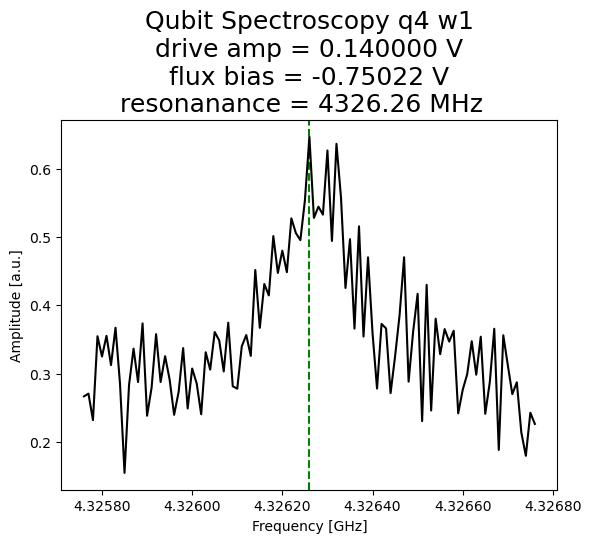 Qubit Spectroscopy q4 w1
drive amp = 0.140000 V
flux bias = -0.75022 V
resonanance = 4326.26 MHz
Amplitude [a.u.]
0.6
0.5
0.4
0.3
0.2
4.32580 4.32600 4.32620 4.32640 4.32660 4.32680
Frequency [GHz]